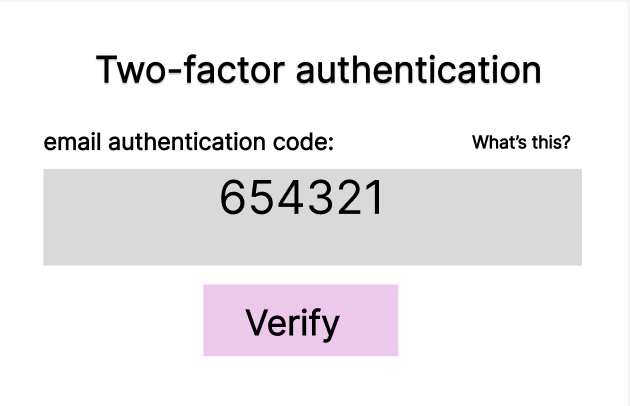 Two-factor authentication
email authentication code: What's this?
654321
Verify